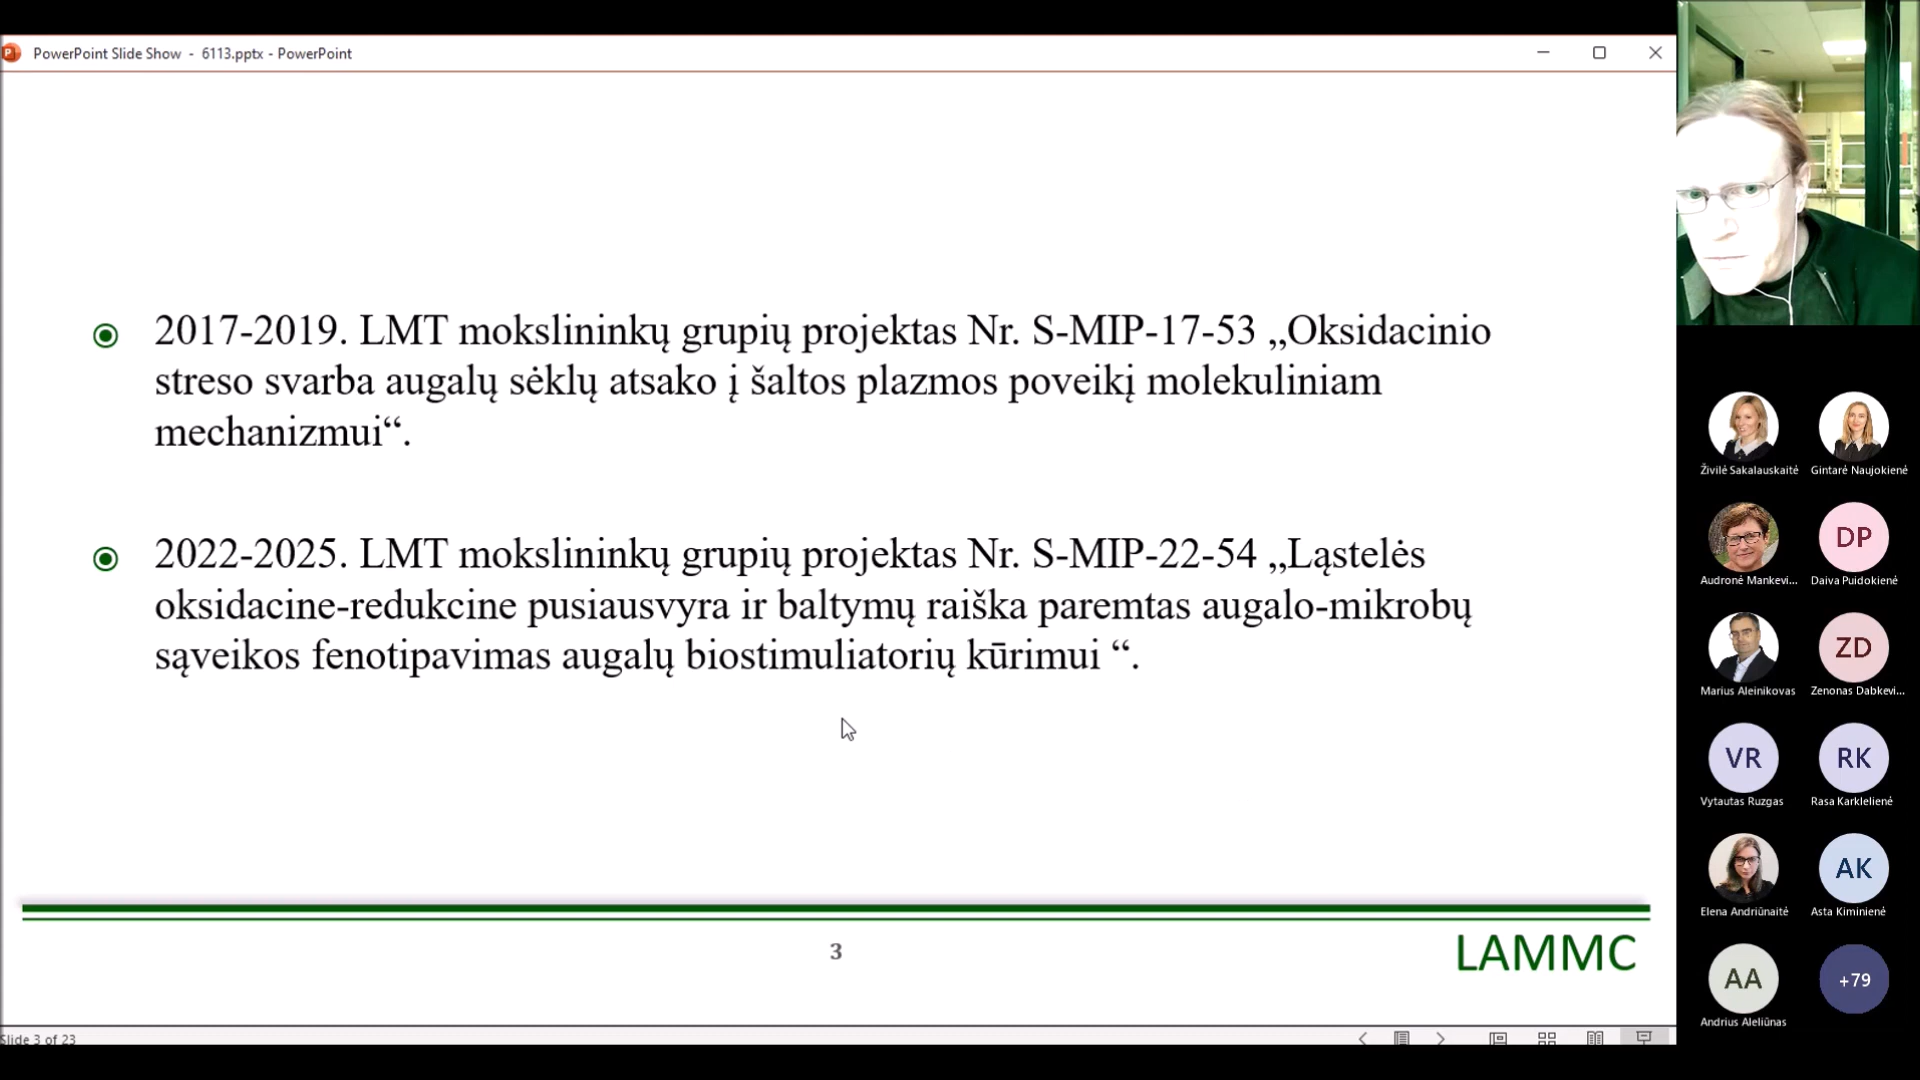 PowerPoint Slide Show - 6113.pptx - PowerPoint
2017-2019. LMT mokslininkų grupių projektas Nr. S-MIP-17-53 „Oksidacinio
streso svarba augalų sėklų atsako į šaltos plazmos poveikį molekuliniam
mechanizmui“.
2022-2025. LMT mokslininkų grupių projektas Nr. S-MIP-22-54 „Ląstelės
oksidacine-redukcine pusiausvyra ir baltymų raiška paremtas augalo-mikrobų
sąveikos fenotipavimas augalų biostimuliatorių kūrimui “.
3
LAMMC
Slide 3 of 23
Živilė Sakalauskaitė
Gintarė Naujokienė
Audronė Mankevi...
DP
Daiva Puidokienė
Marius Aleinikovas
ZD
Zenonas Dabkevi...
VR
Vytautas Ruzgas
RK
Rasa Karklelienė
Elena Andriūnaitė
AK
Asta Kiminienė
AA
Andrius Aleliūnas
+79